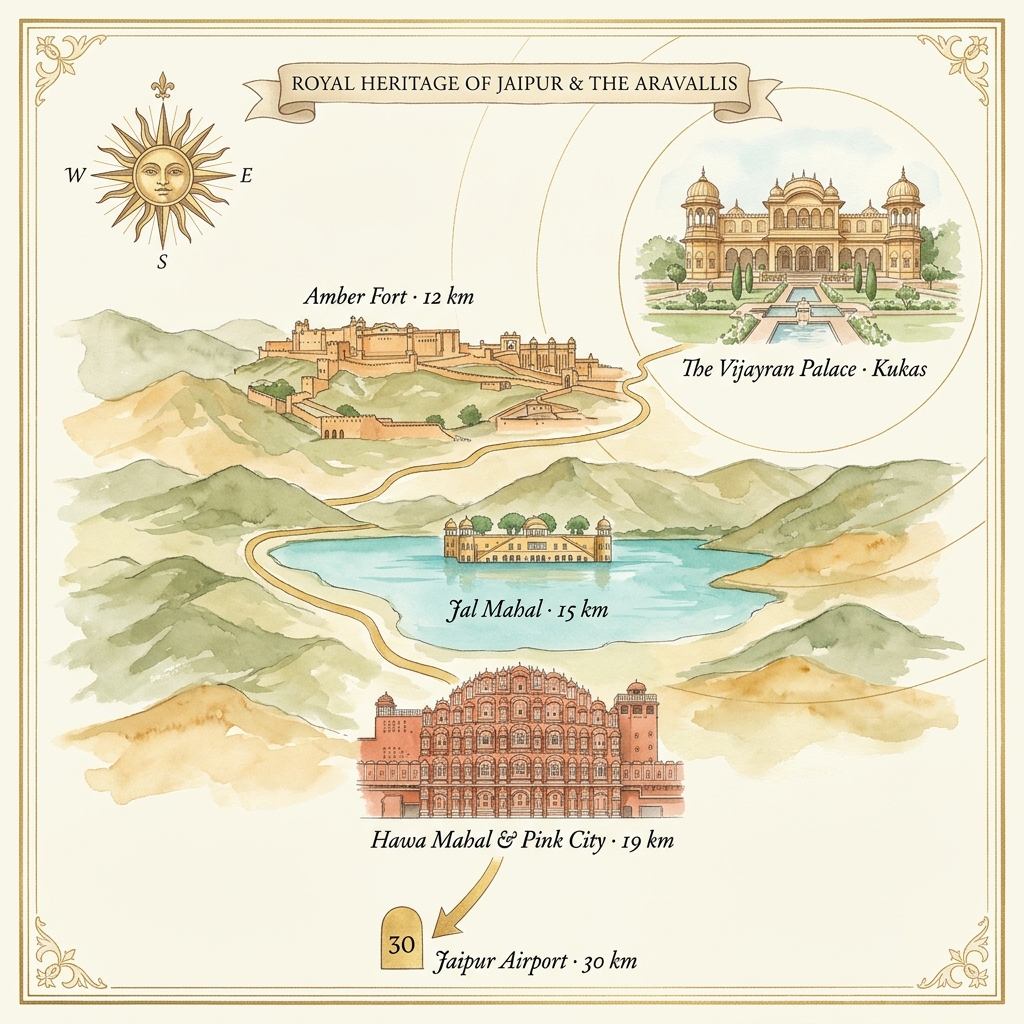 ROYAL HERITAGE OF JAIPUR & THE ARAVALLIS
W
E
S
Amber Fort · 12 km
The Vijayran Palace · Kukas
Jal Mahal · 15 km
Hawa Mahal & Pink City · 19 km
30
Jaipur Airport · 30 km